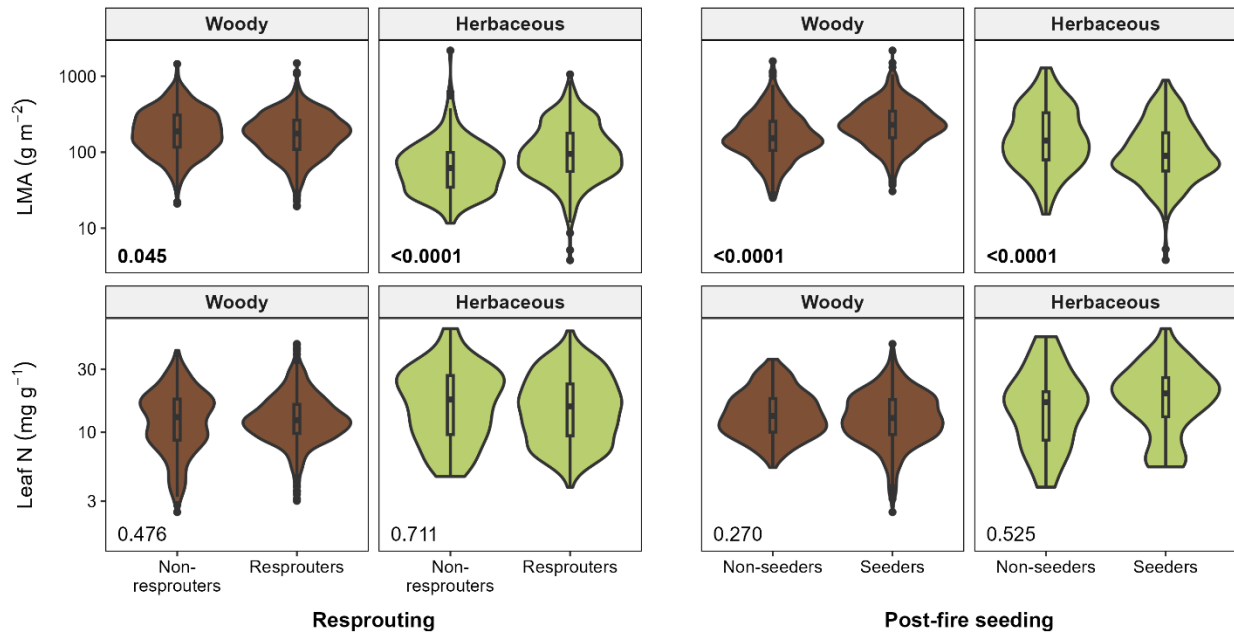 Woody Herbaceous Woody Herbaceous
LMA (g m⁻²)
1000
100
10
0.045 <0.0001 <0.0001 <0.0001
Woody Herbaceous Woody Herbaceous
Leaf N (mg g⁻¹)
30
10
3
0.476 0.711 0.270 0.525
Non-
resprouters Resprouters Non-
resprouters Resprouters Non-seeders Seeders Non-seeders Seeders
Resprouting Post-fire seeding